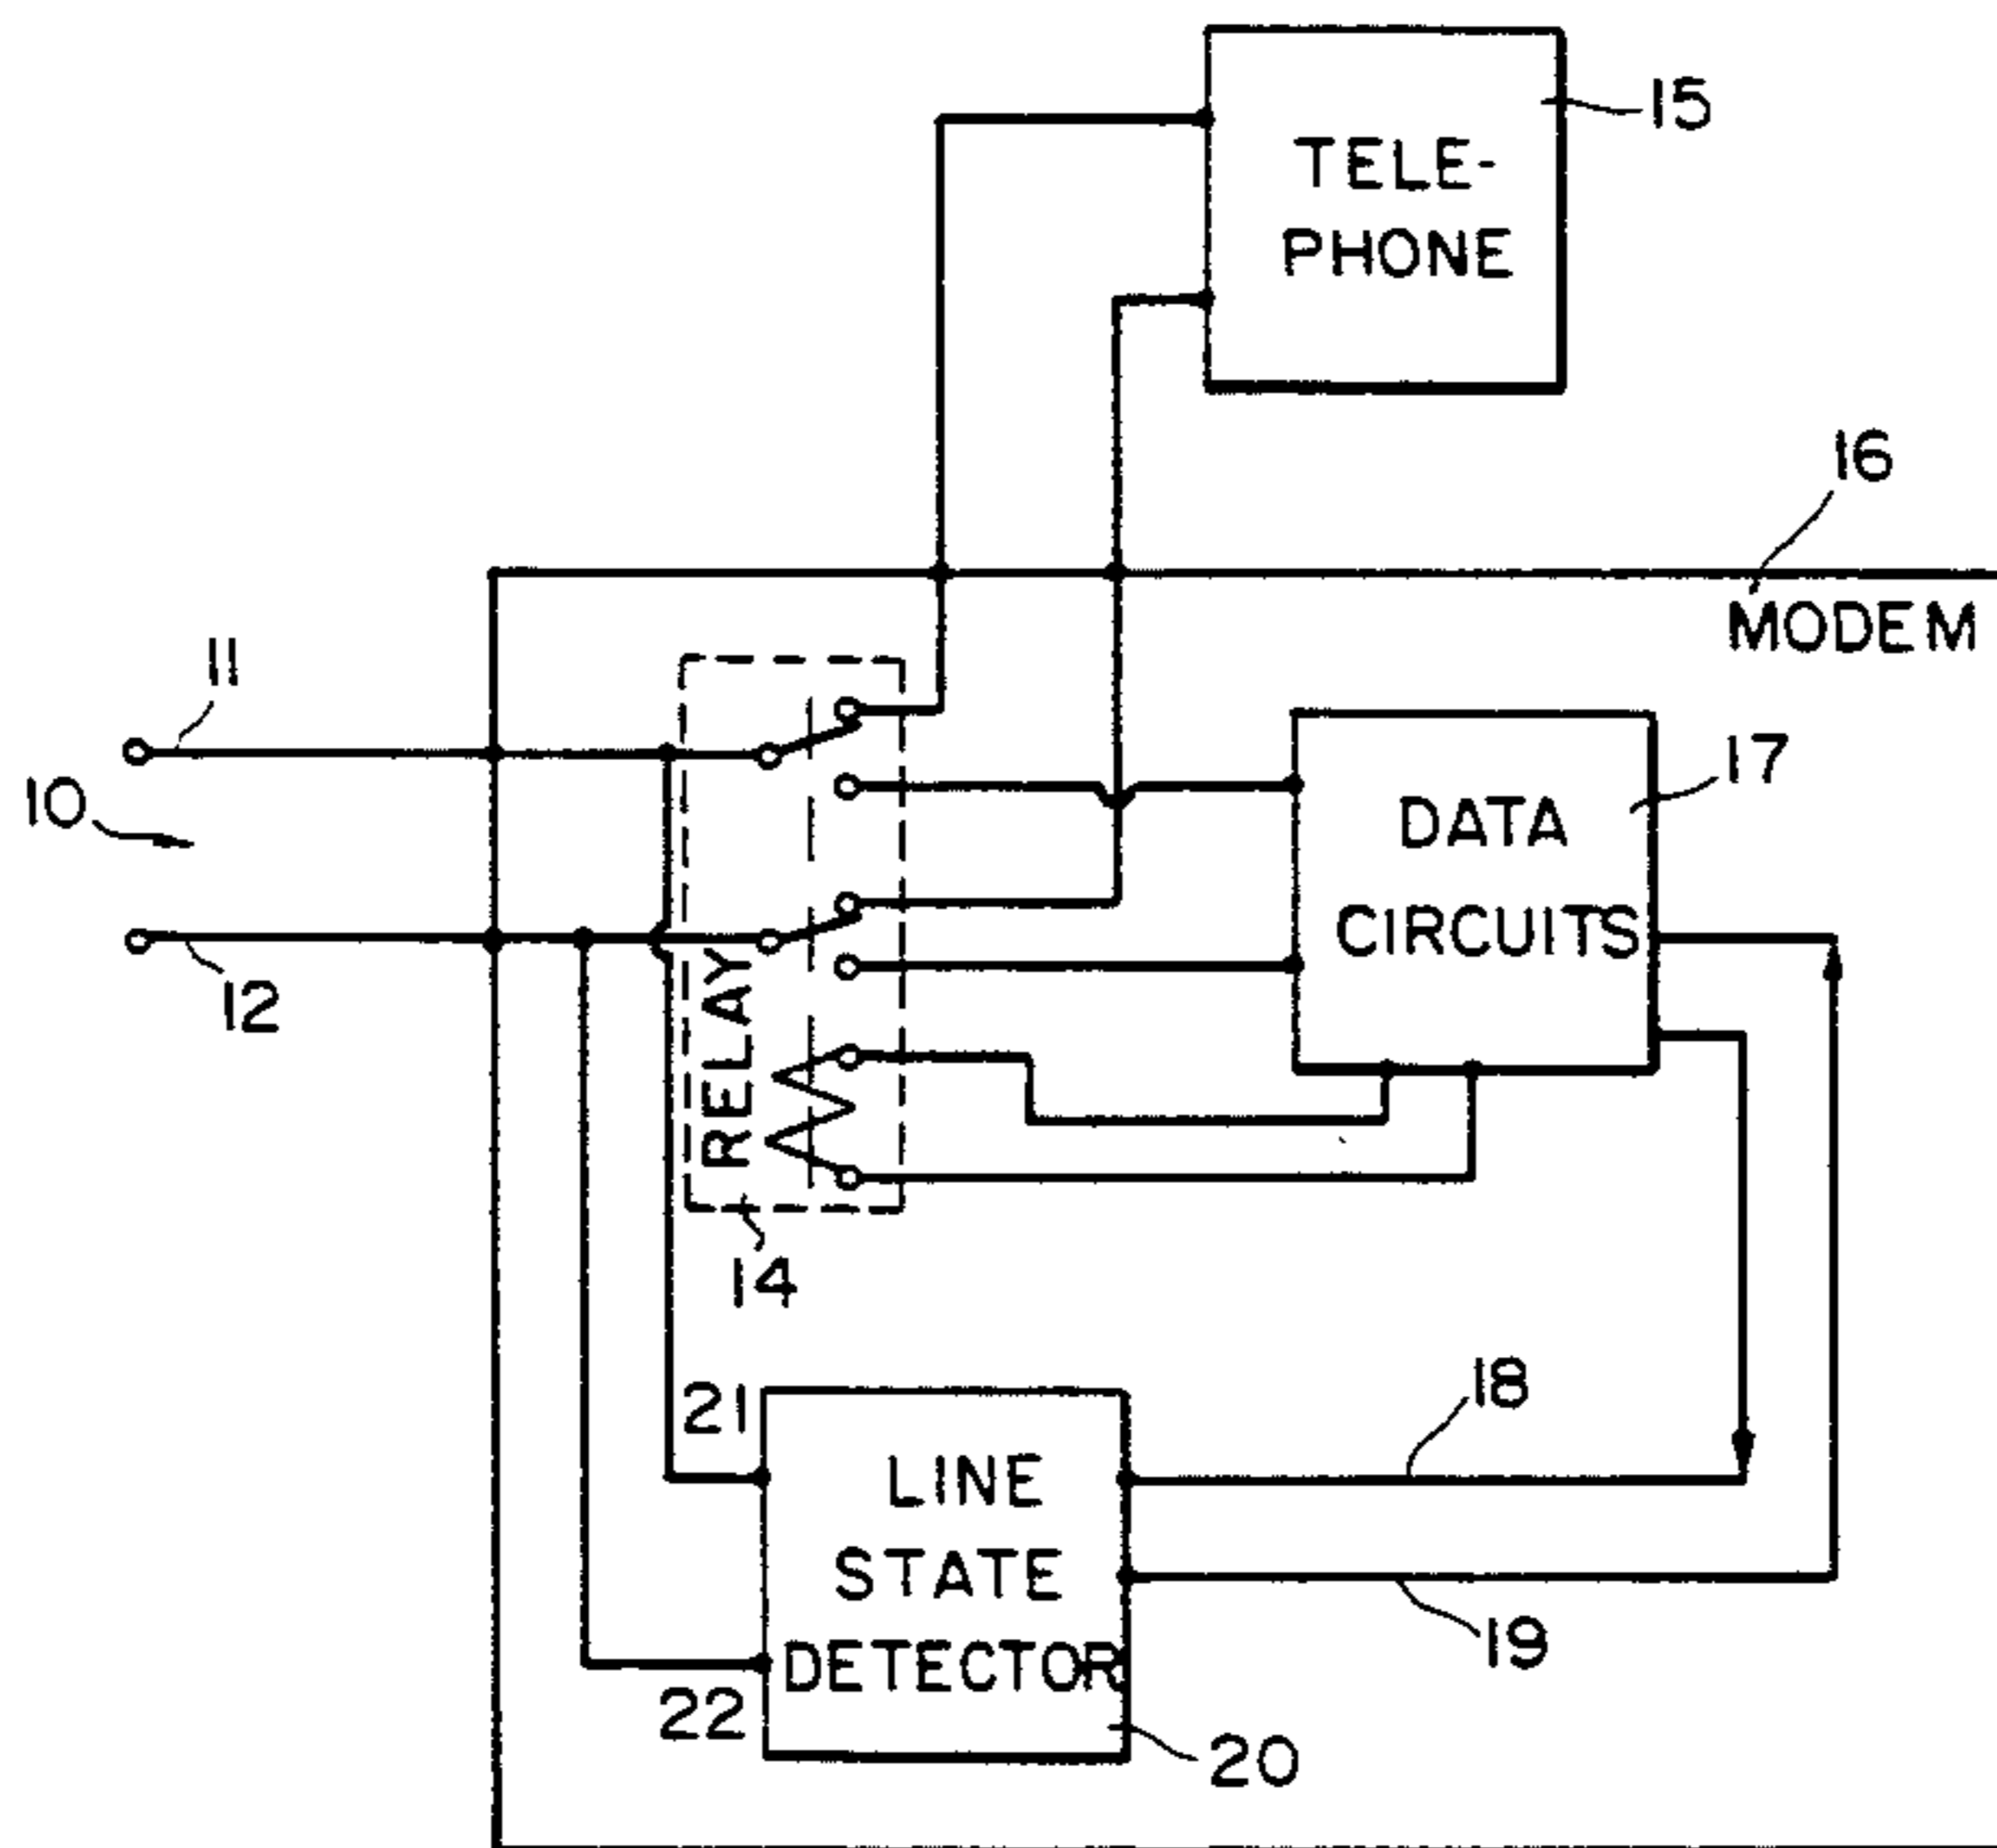 15
TELE-
PHONE
16
MODEM
11
10
12
17
DATA
CIRCUITS
RELAY
14
21
LINE
STATE
DETECTOR
22
18
19
20